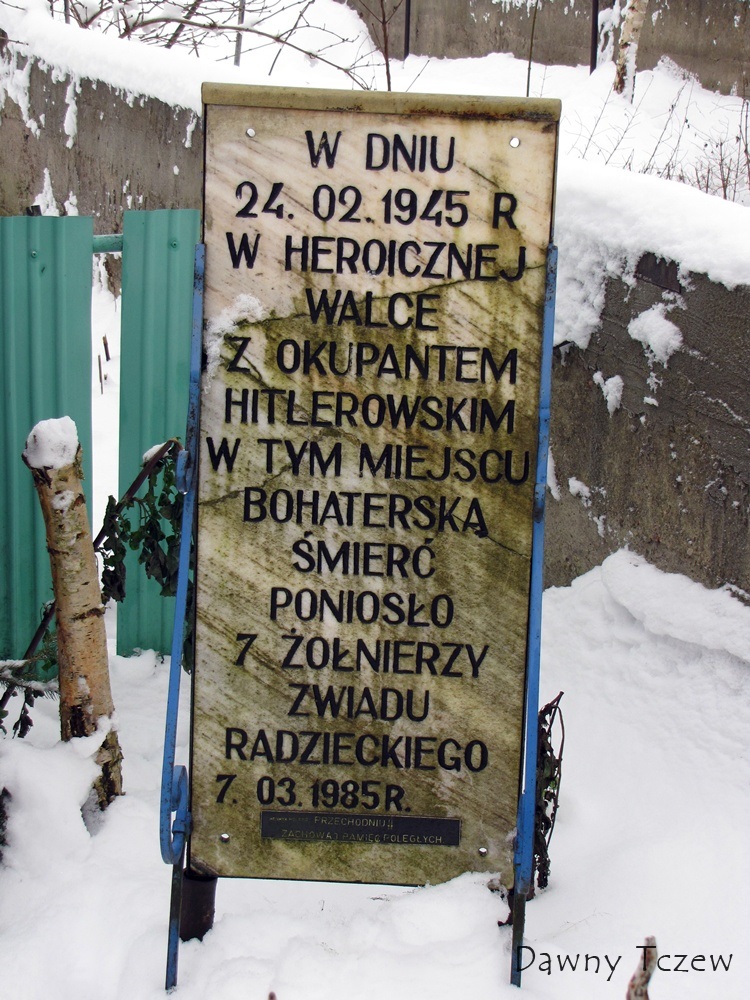 W DNIU
24. 02. 1945 R
W HEROICZNEJ
WALCE
Z OKUPANTEM
HITLEROWSKIM
W TYM MIEJSCU
BOHATERSKĄ
ŚMIERĆ
PONIOSŁO
7 ŻOŁNIERZY
ZWIADU
RADZIECKIEGO
7. 03. 1985 R.
PRZECHODNIU
ZACHOWAJ PAMIĘĆ POLEGŁYCH
Dawny Tczew